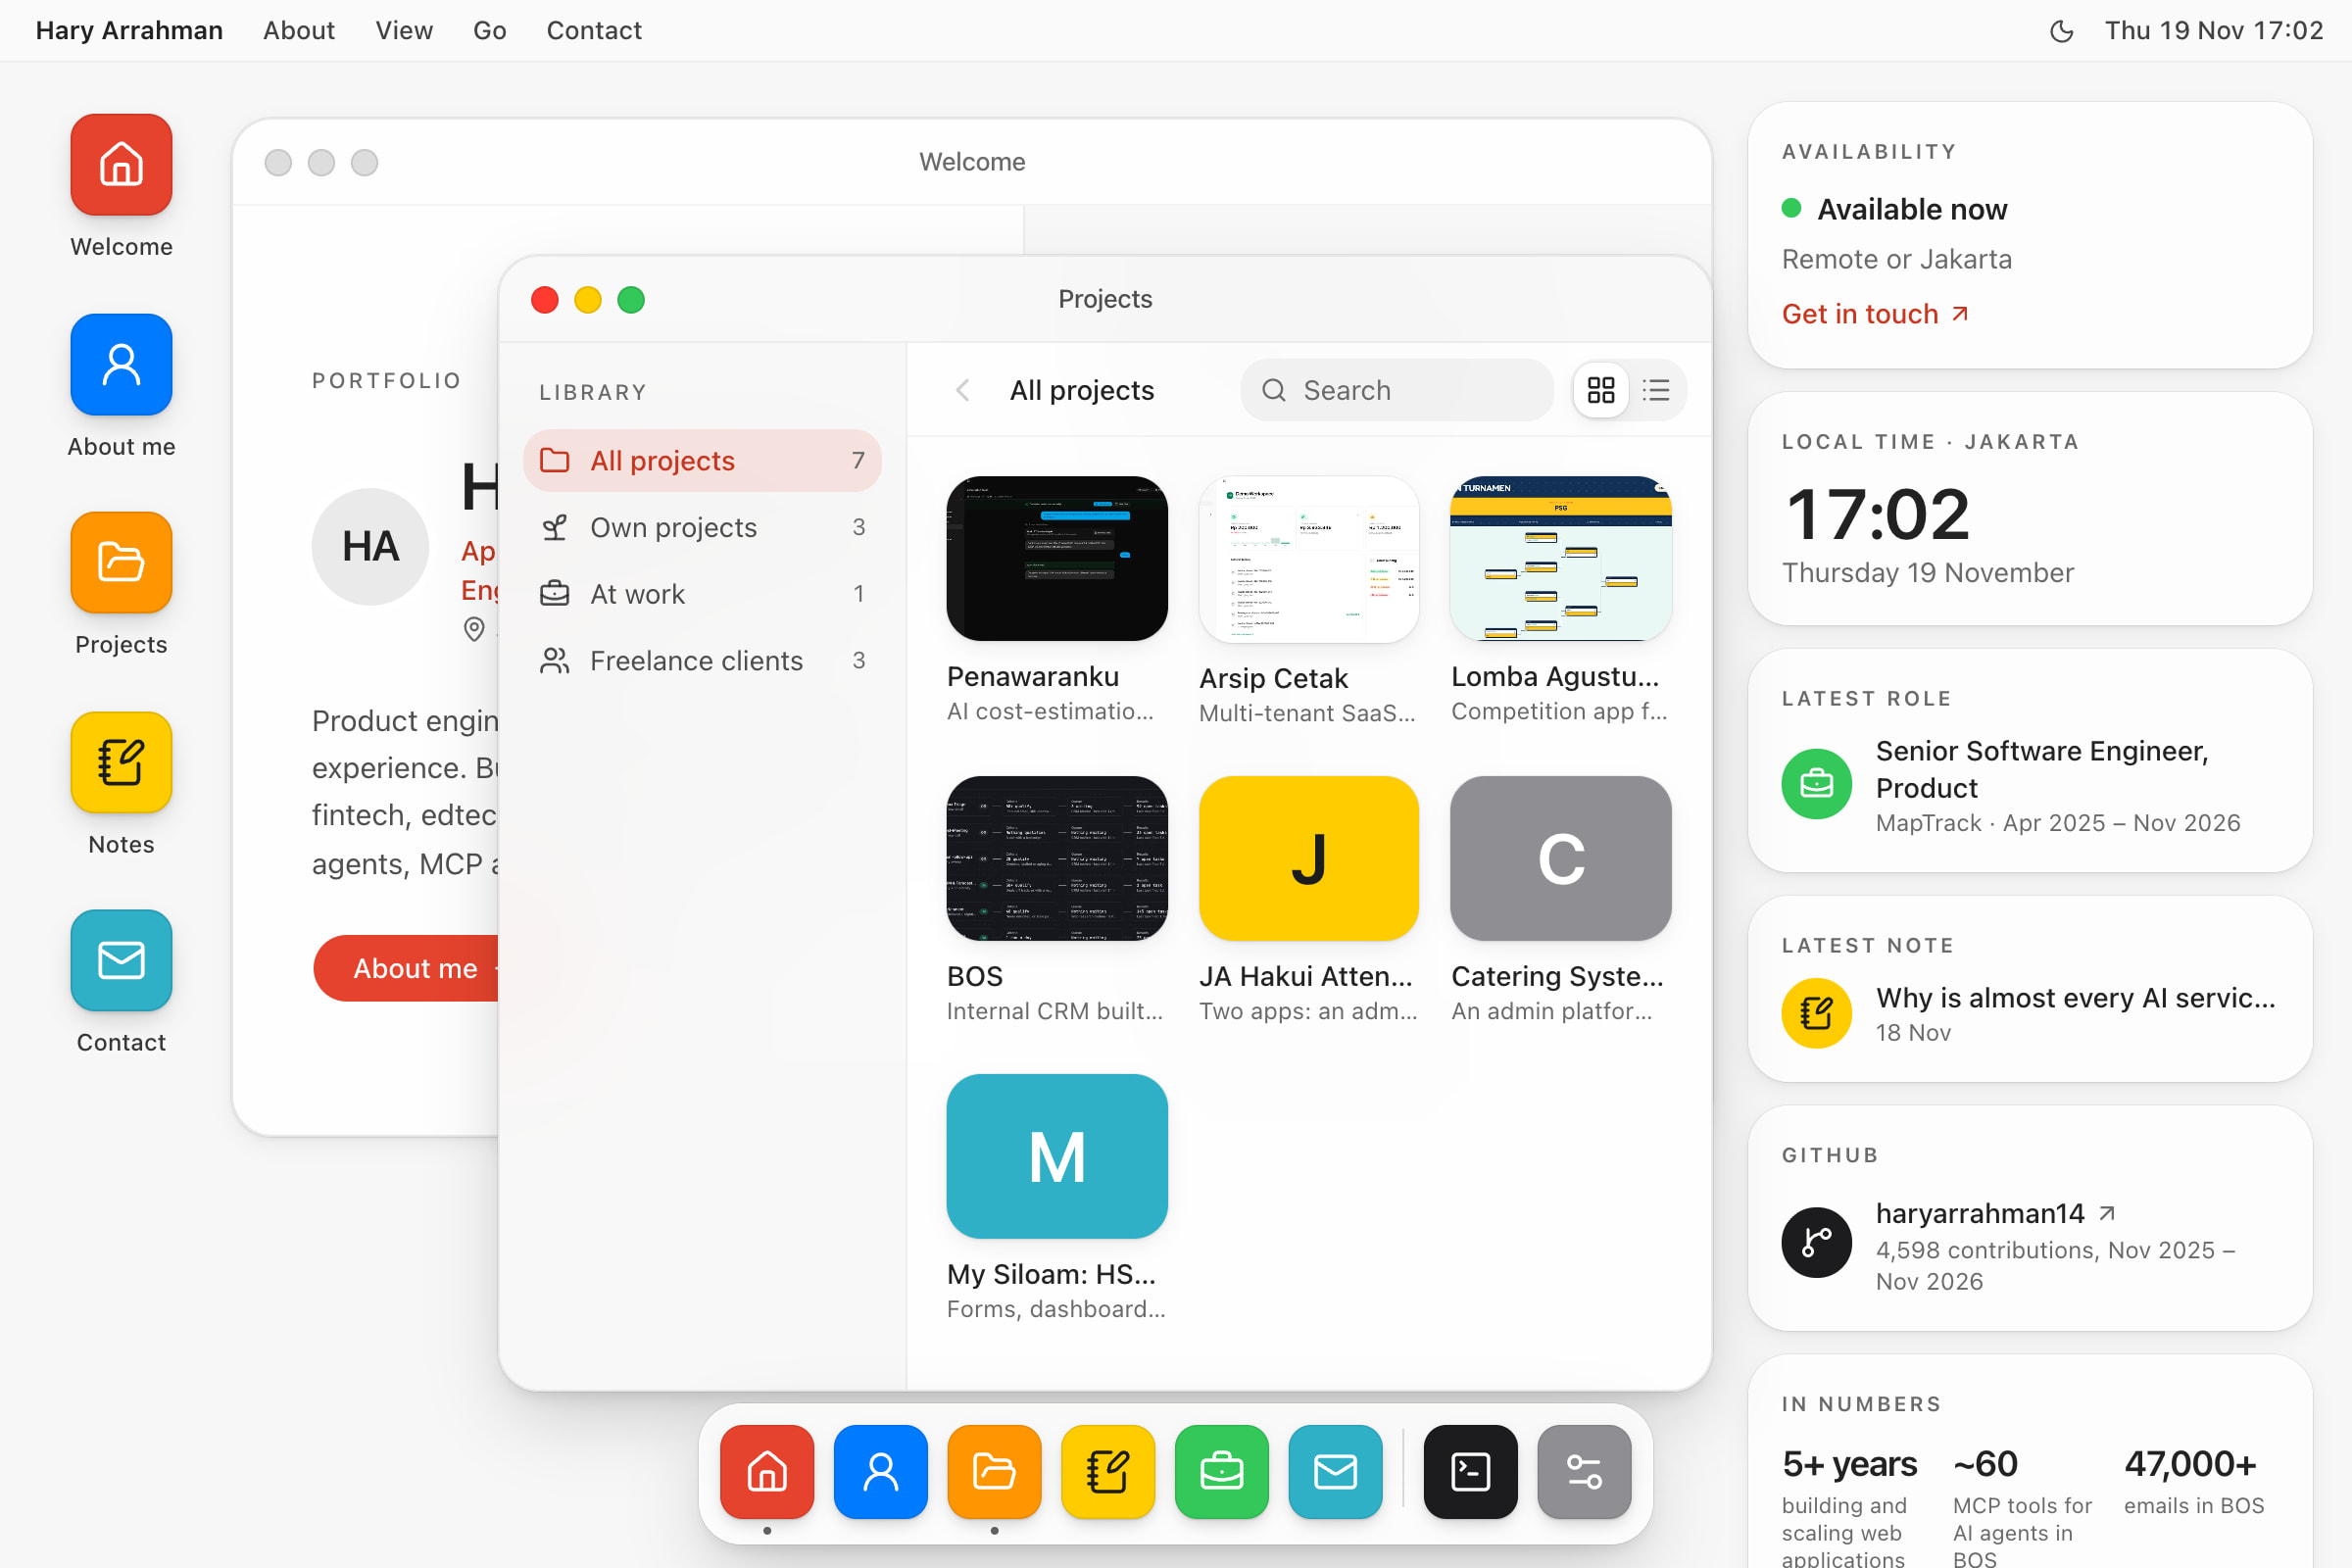 Hary Arrahman About View Go Contact Thu 19 Nov 17:02
Welcome
About me
Projects
Notes
Contact
Welcome
PORTFOLIO
HA
Product
experience.
fintech,
agents, MCP
About me
Projects
LIBRARY
All projects 7
Own projects 3
At work 1
Freelance clients 3
All projects
Search
TURNAMEN
PSG
Demo Workspace
Penawaranku
AI cost-estimatio...
Arsip Cetak
Multi-tenant SaaS...
Lomba Agustu...
Competition app f...
J
C
BOS
Internal CRM built...
JA Hakui Atten...
Two apps: an adm...
Catering Syste...
An admin platfor...
M
My Siloam: HS...
Forms, dashboard...
AVAILABILITY
Available now
Remote or Jakarta
Get in touch
LOCAL TIME · JAKARTA
17:02
Thursday 19 November
LATEST ROLE
Senior Software Engineer,
Product
MapTrack · Apr 2025 – Nov 2026
LATEST NOTE
Why is almost every AI servic...
18 Nov
GITHUB
haryarrahman14
4,598 contributions, Nov 2025 –
Nov 2026
IN NUMBERS
5+ years
building and
scaling web
applications
~60
MCP tools for
AI agents in
BOS
47,000+
emails in BOS